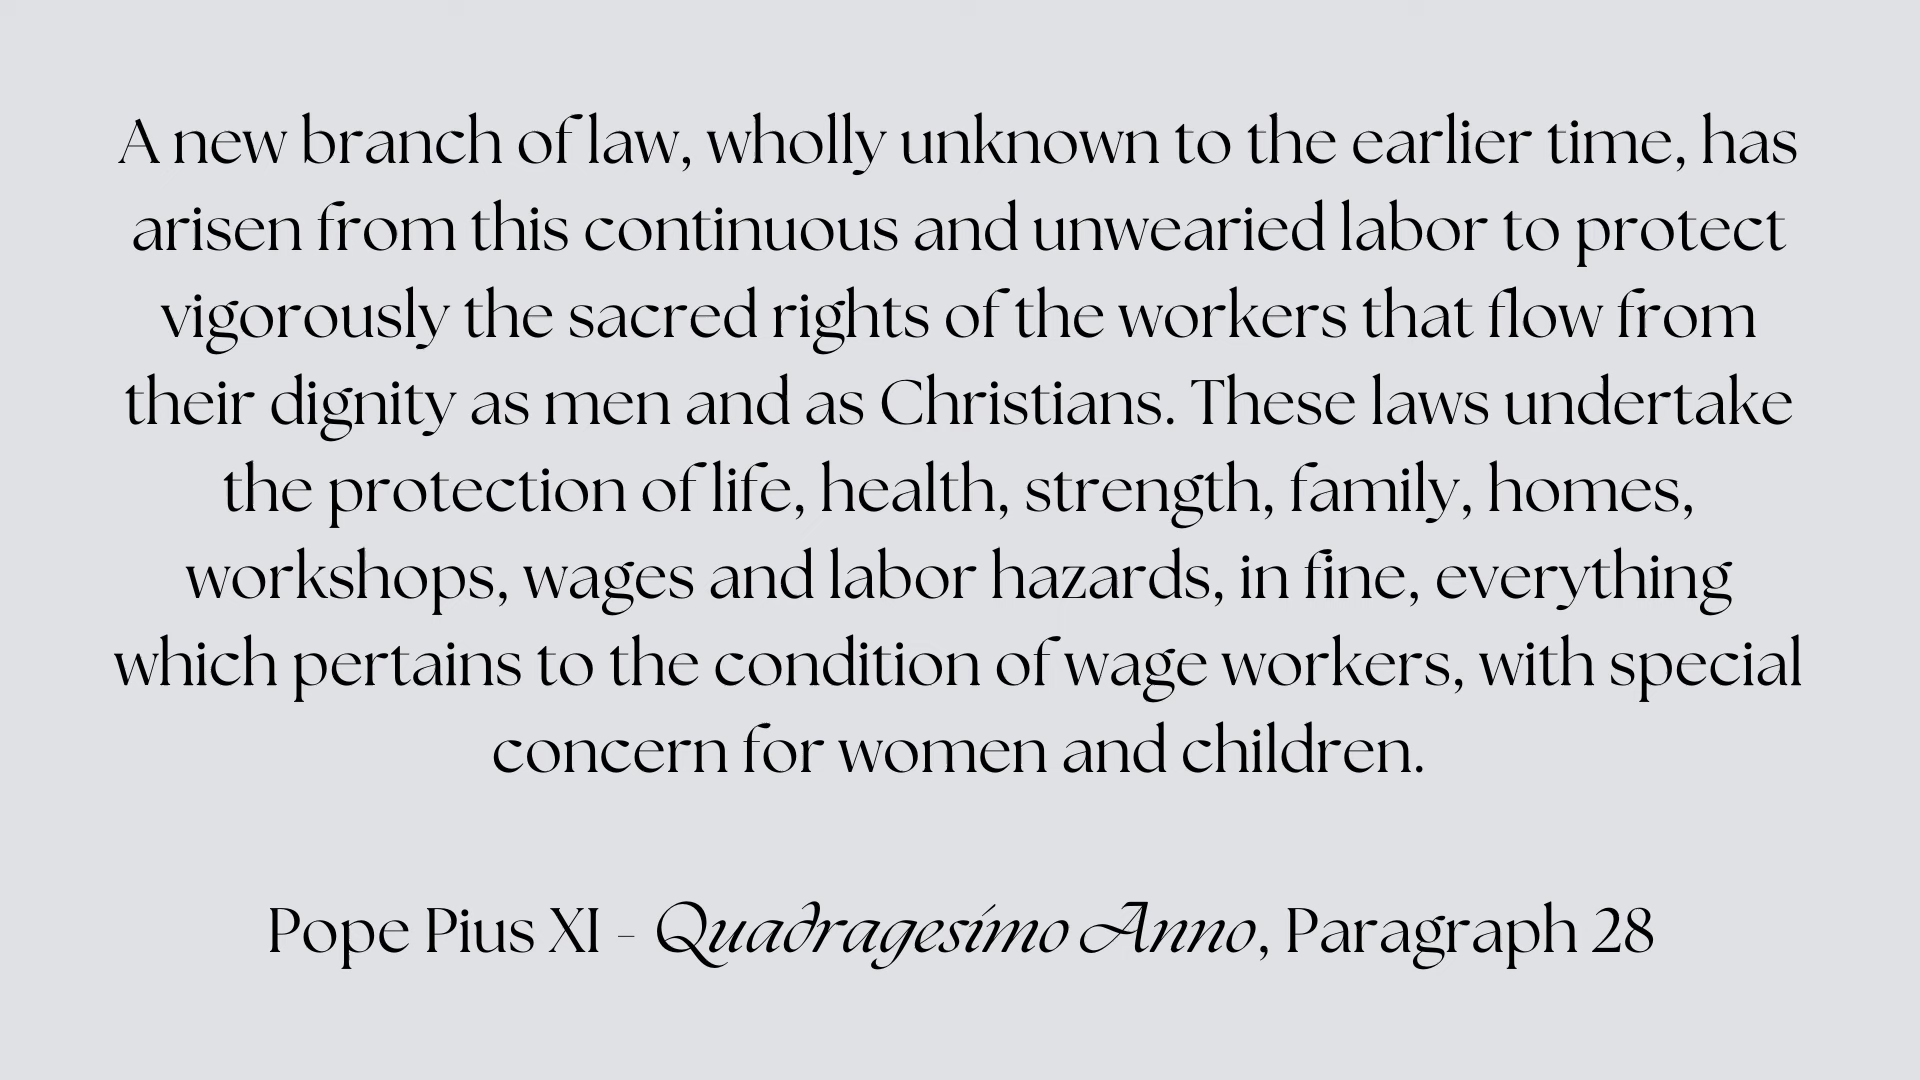 A new branch of law, wholly unknown to the earlier time, has
arisen from this continuous and unwearied labor to protect
vigorously the sacred rights of the workers that flow from
their dignity as men and as Christians. These laws undertake
the protection of life, health, strength, family, homes,
workshops, wages and labor hazards, in fine, everything
which pertains to the condition of wage workers, with special
concern for women and children.
Pope Pius XI - Quadragesimo Anno, Paragraph 28